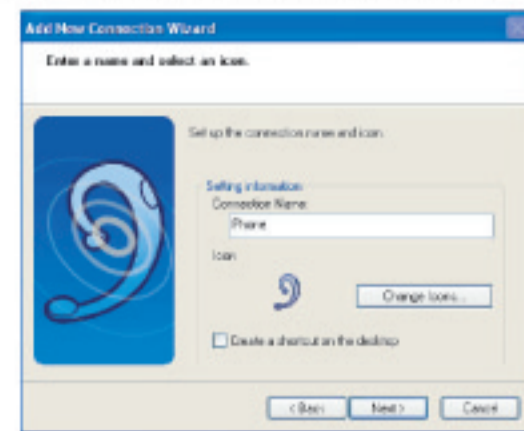 Add New Connection Wizard
Enter a name and select an icon.
Set up the connection name and icon.
Setting information
Connection Name:
Phone
Icon:
Change Icons...
Create a shortcut on the desktop
< Back
Next >
Cancel